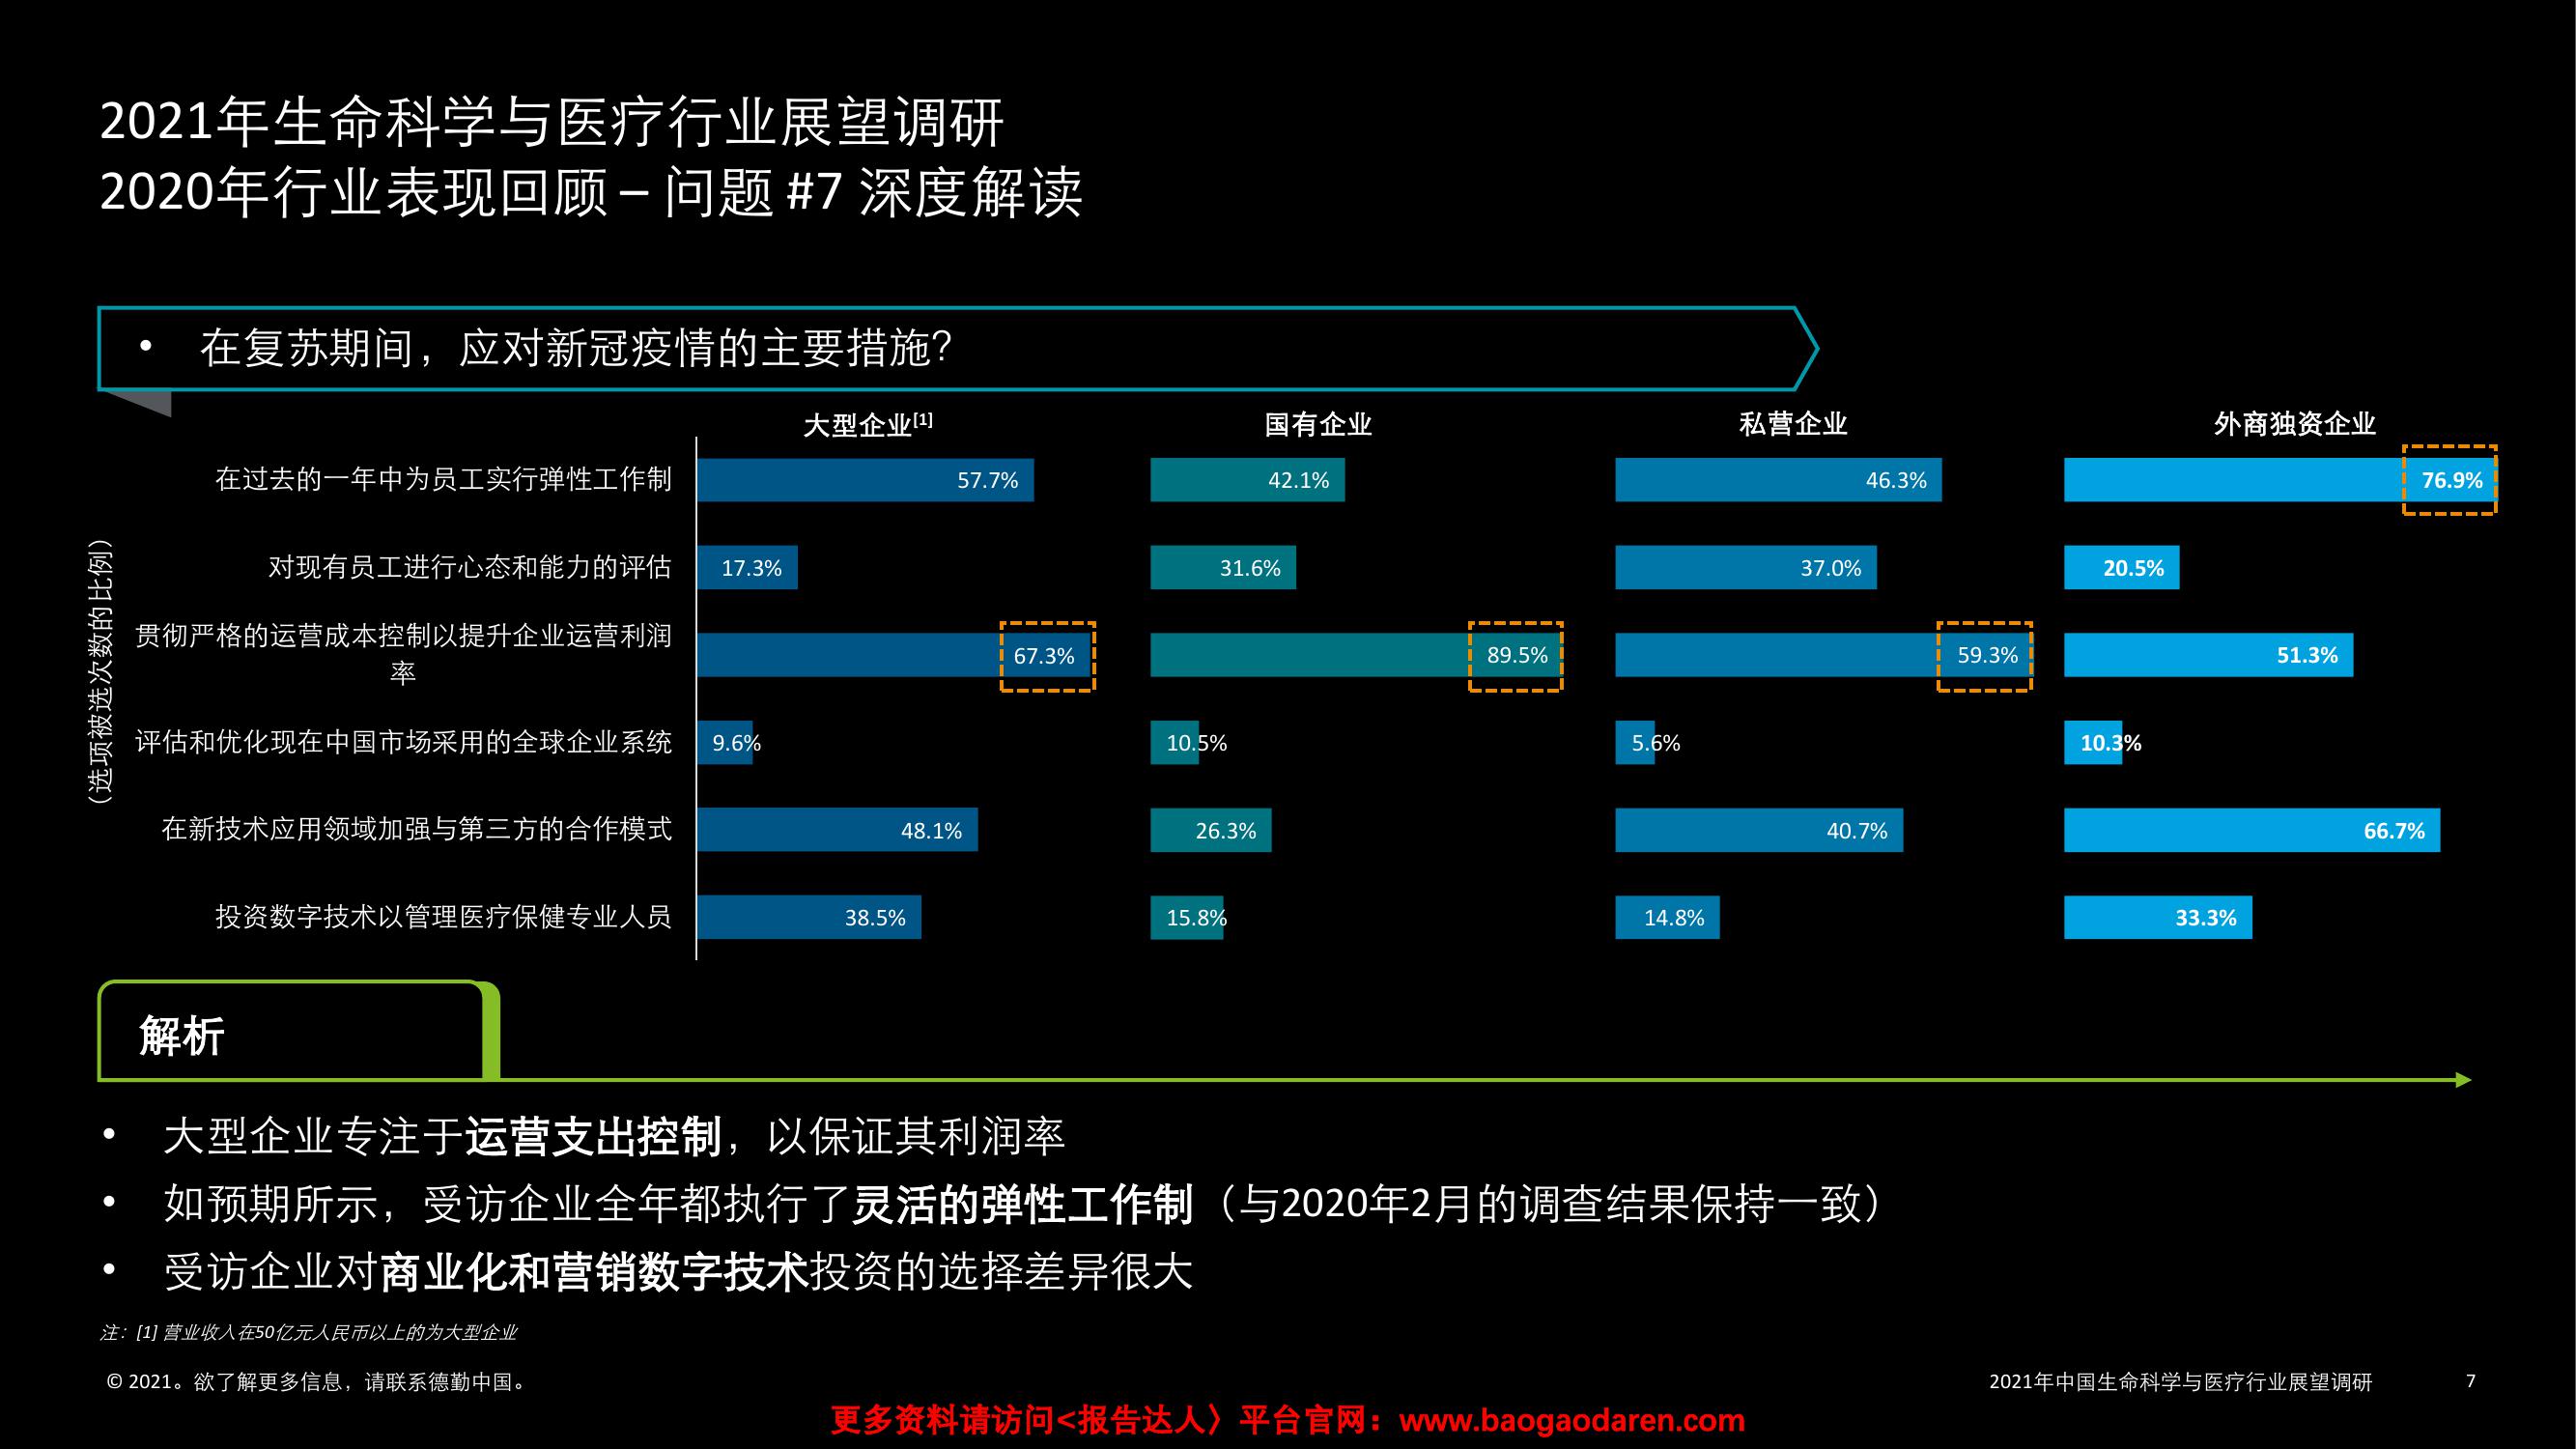 2021年生命科学与医疗行业展望调研
2020年行业表现回顾 – 问题 #7 深度解读
• 在复苏期间，应对新冠疫情的主要措施？
大型企业[1]
国有企业
私营企业
外商独资企业
（选项被选次数的比例）
在过去的一年中为员工实行弹性工作制
57.7%
42.1%
46.3%
76.9%
对现有员工进行心态和能力的评估
17.3%
31.6%
37.0%
20.5%
贯彻严格的运营成本控制以提升企业运营利润
率
67.3%
89.5%
59.3%
51.3%
评估和优化现在中国市场采用的全球企业系统
9.6%
10.5%
5.6%
10.3%
在新技术应用领域加强与第三方的合作模式
48.1%
26.3%
40.7%
66.7%
投资数字技术以管理医疗保健专业人员
38.5%
15.8%
14.8%
33.3%
解析
• 大型企业专注于运营支出控制，以保证其利润率
• 如预期所示，受访企业全年都执行了灵活的弹性工作制（与2020年2月的调查结果保持一致）
• 受访企业对商业化和营销数字技术投资的选择差异很大
注：[1] 营业收入在50亿元人民币以上的为大型企业
© 2021。欲了解更多信息，请联系德勤中国。
2021年中国生命科学与医疗行业展望调研
7
更多资料请访问<报告达人〉平台官网：www.baogaodaren.com